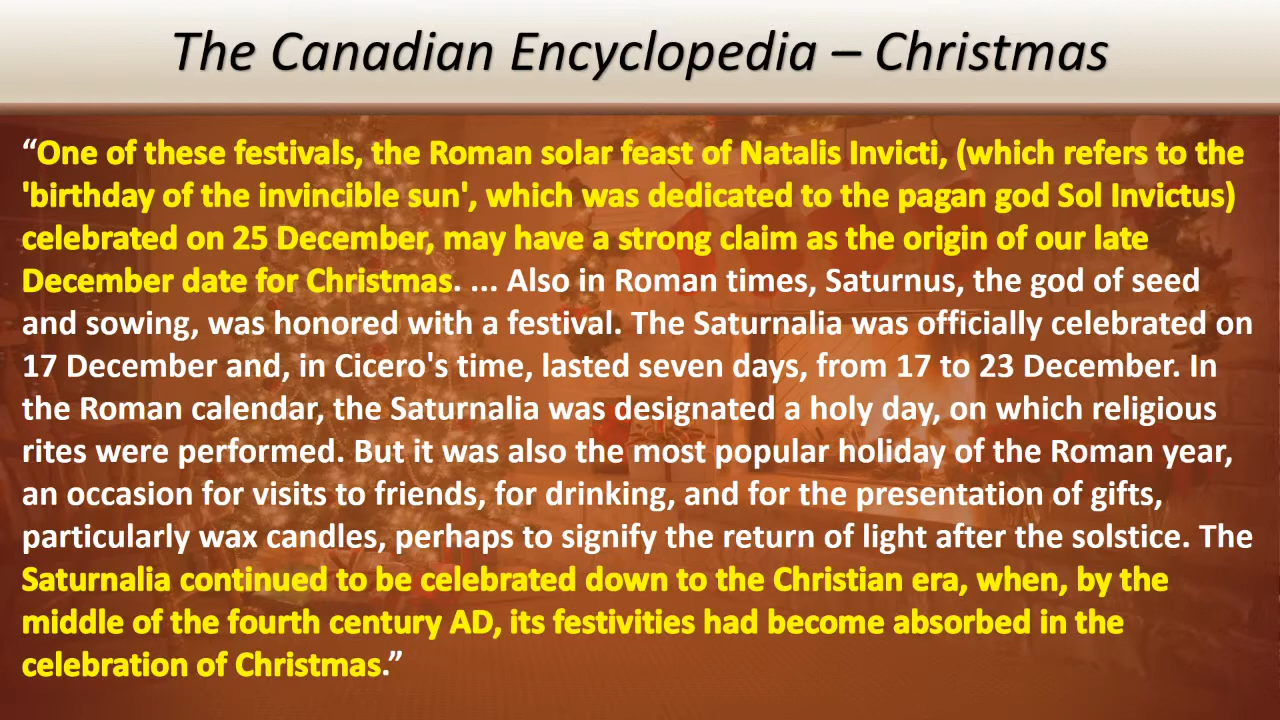 The Canadian Encyclopedia – Christmas
“One of these festivals, the Roman solar feast of Natalis Invicti, (which refers to the
'birthday of the invincible sun', which was dedicated to the pagan god Sol Invictus)
celebrated on 25 December, may have a strong claim as the origin of our late
December date for Christmas. ... Also in Roman times, Saturnus, the god of seed
and sowing, was honored with a festival. The Saturnalia was officially celebrated on
17 December and, in Cicero's time, lasted seven days, from 17 to 23 December. In
the Roman calendar, the Saturnalia was designated a holy day, on which religious
rites were performed. But it was also the most popular holiday of the Roman year,
an occasion for visits to friends, for drinking, and for the presentation of gifts,
particularly wax candles, perhaps to signify the return of light after the solstice. The
Saturnalia continued to be celebrated down to the Christian era, when, by the
middle of the fourth century AD, its festivities had become absorbed in the
celebration of Christmas.”